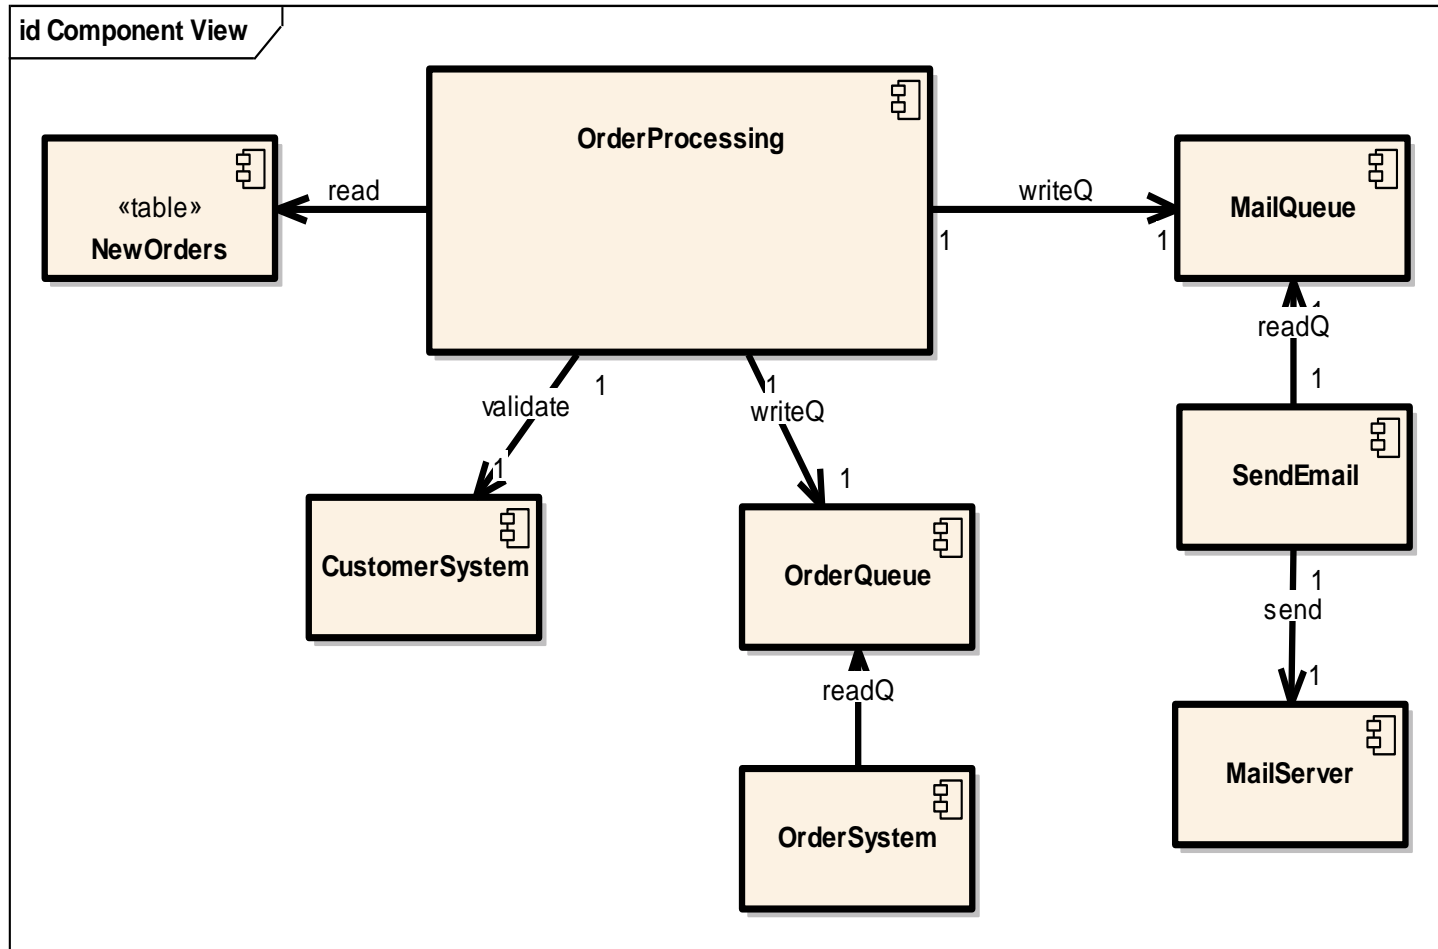 id Component View
OrderProcessing
«table»
NewOrders
read
writeQ
MailQueue
1
1
1
readQ
validate
1
1
writeQ
1
SendEmail
1
1
CustomerSystem
OrderQueue
1
send
readQ
1
MailServer
OrderSystem